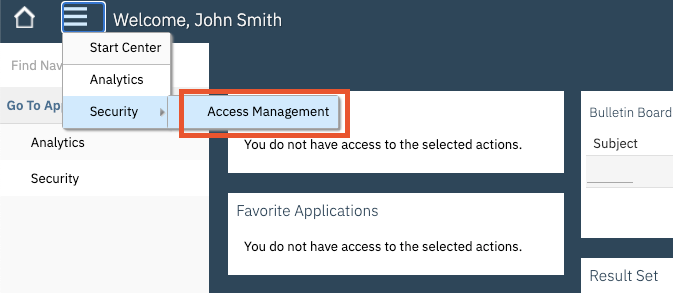 Welcome, John Smith
Start Center
Find Nav
Analytics
Go To App
Security
Access Management
Analytics
Security
You do not have access to the selected actions.
Favorite Applications
You do not have access to the selected actions.
Bulletin Board
Subject
Result Set